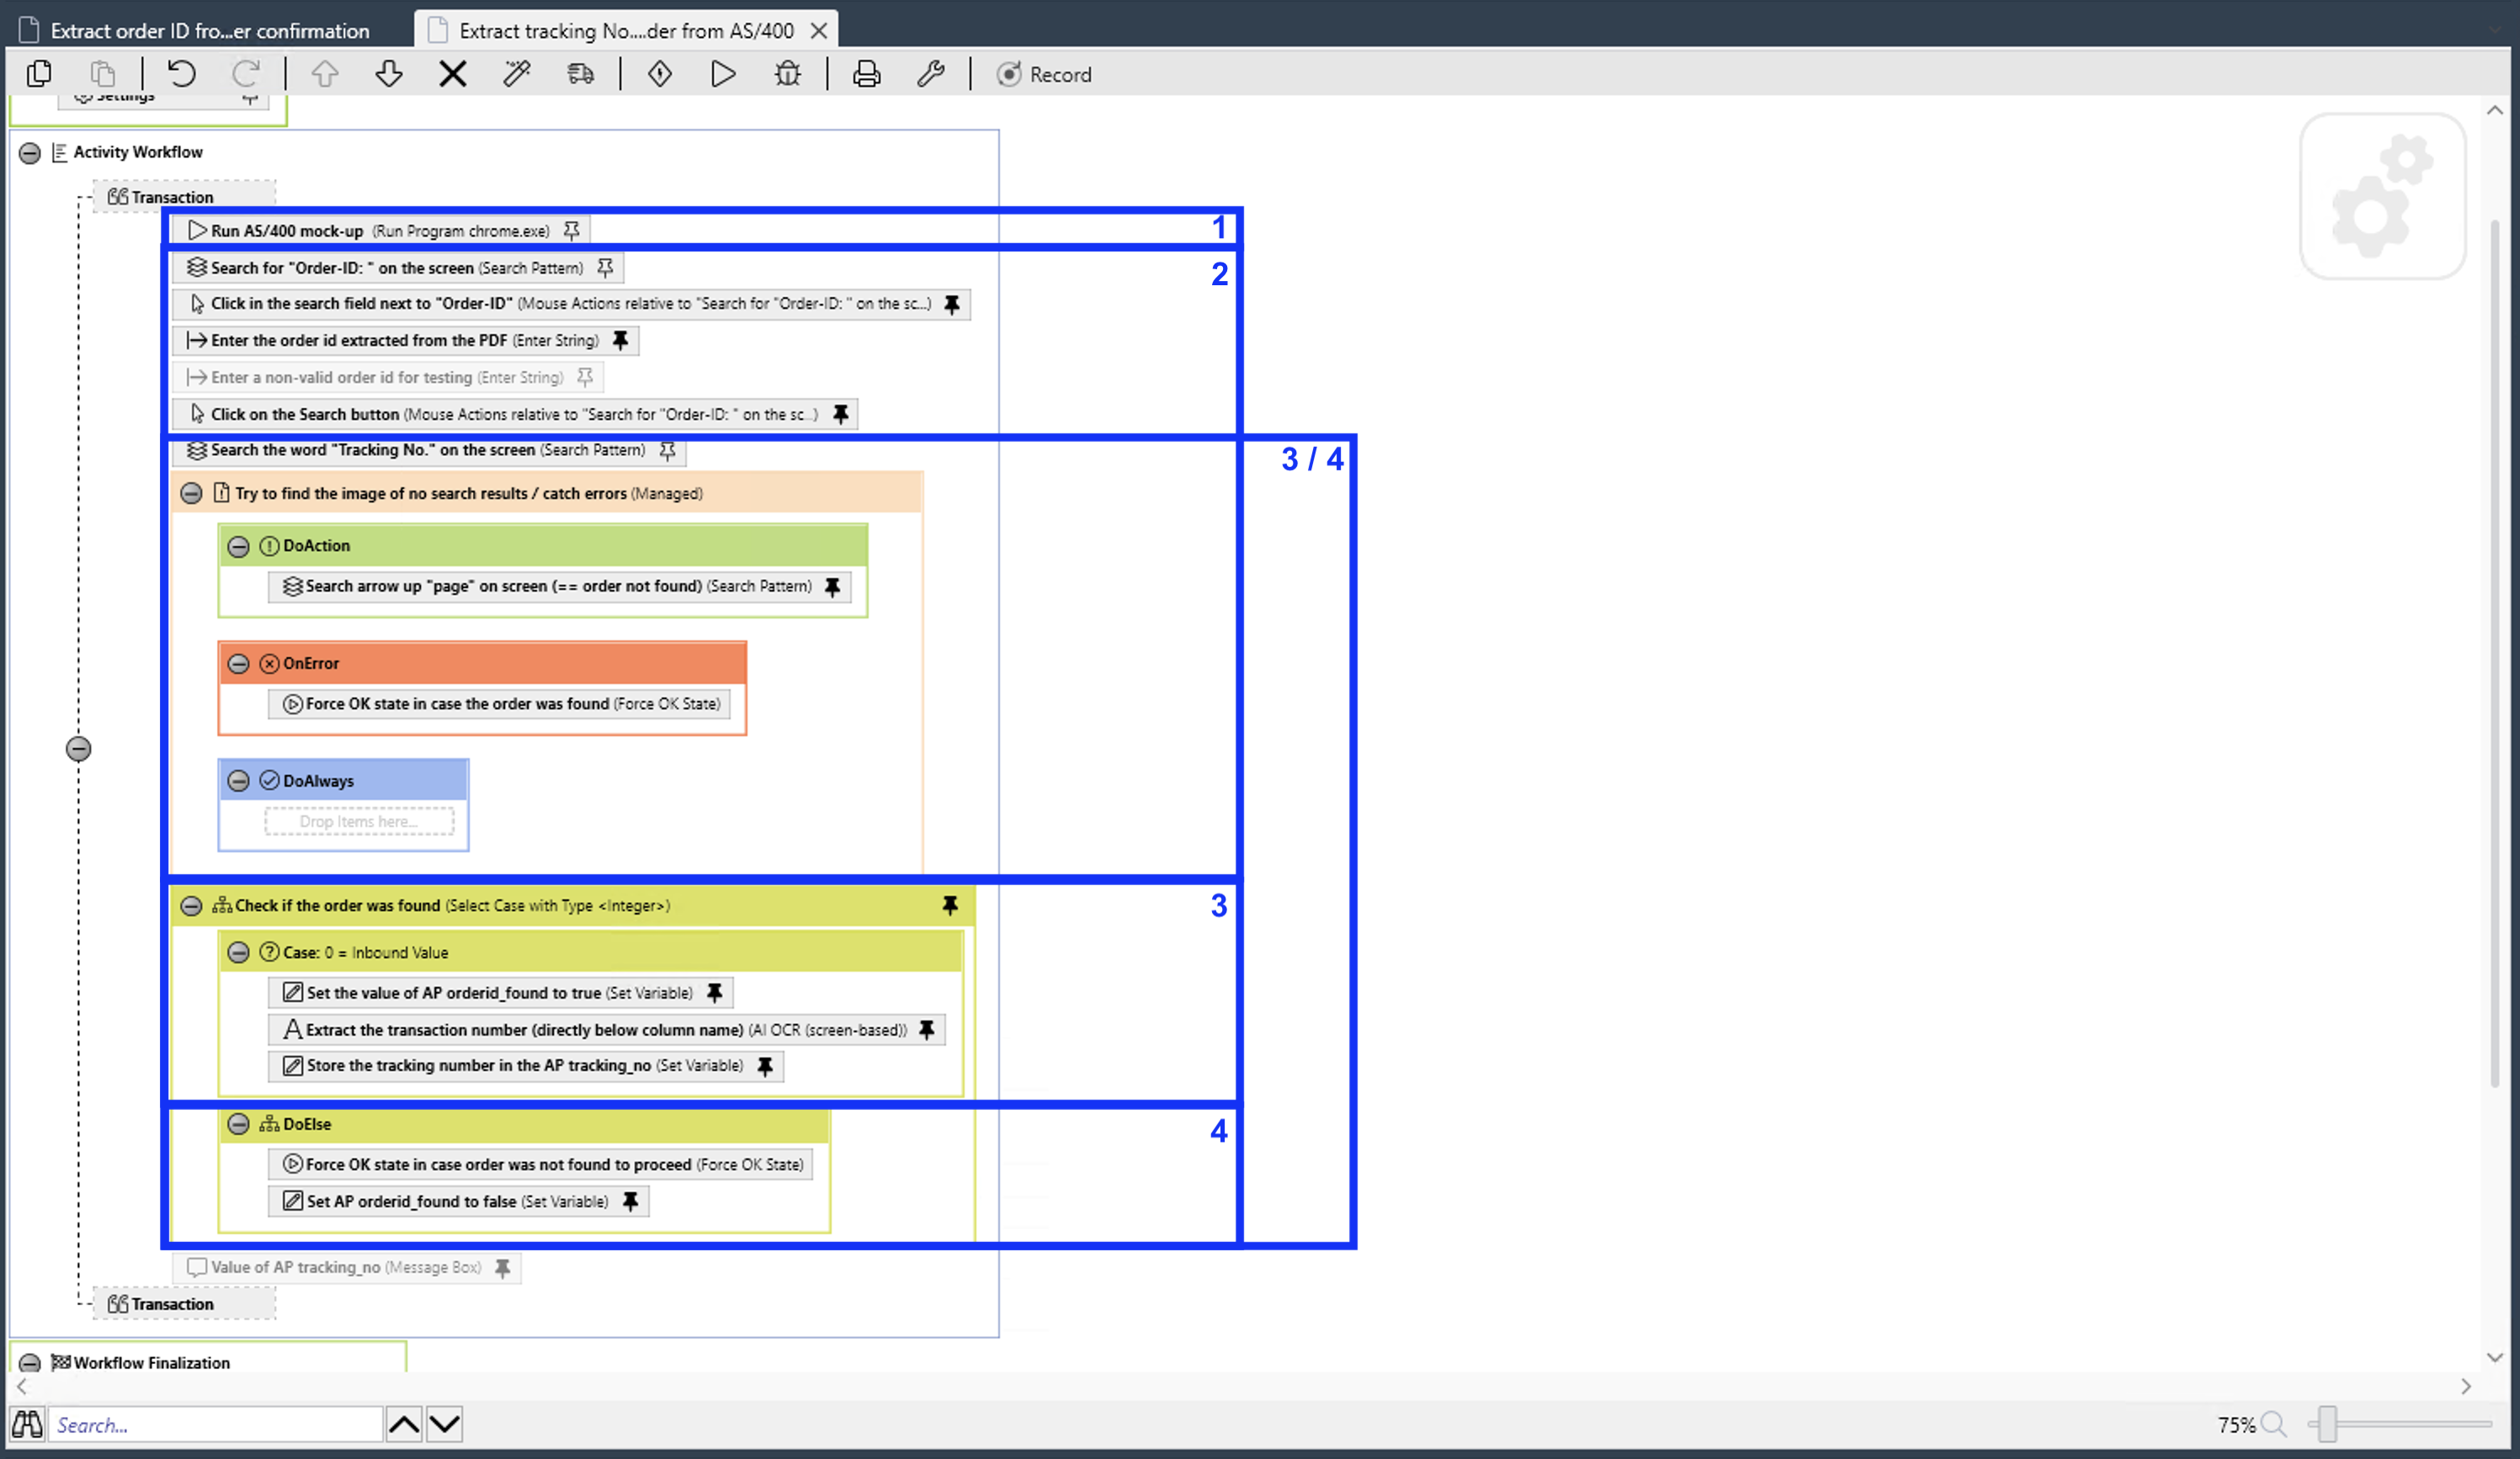 Extract order ID fro...er confirmation
Extract tracking No....der from AS/400
Record
Settings
Activity Workflow
Transaction
Run AS/400 mock-up (Run Program chrome.exe)
1
Search for "Order-ID: " on the screen (Search Pattern)
2
Click in the search field next to "Order-ID" (Mouse Actions relative to "Search for "Order-ID: " on the sc...)
Enter the order id extracted from the PDF (Enter String)
Enter a non-valid order id for testing (Enter String)
Click on the Search button (Mouse Actions relative to "Search for "Order-ID: " on the sc...)
Search the word "Tracking No." on the screen (Search Pattern)
3 / 4
Try to find the image of no search results / catch errors (Managed)
DoAction
Search arrow up "page" on screen (== order not found) (Search Pattern)
OnError
Force OK state in case the order was found (Force OK State)
DoAlways
Drop Items here...
Check if the order was found (Select Case with Type <Integer>)
3
Case: 0 = Inbound Value
Set the value of AP orderid_found to true (Set Variable)
Extract the transaction number (directly below column name) (AI OCR (screen-based))
Store the tracking number in the AP tracking_no (Set Variable)
DoElse
4
Force OK state in case order was not found to proceed (Force OK State)
Set AP orderid_found to false (Set Variable)
Value of AP tracking_no (Message Box)
Transaction
Workflow Finalization
Search...
75%